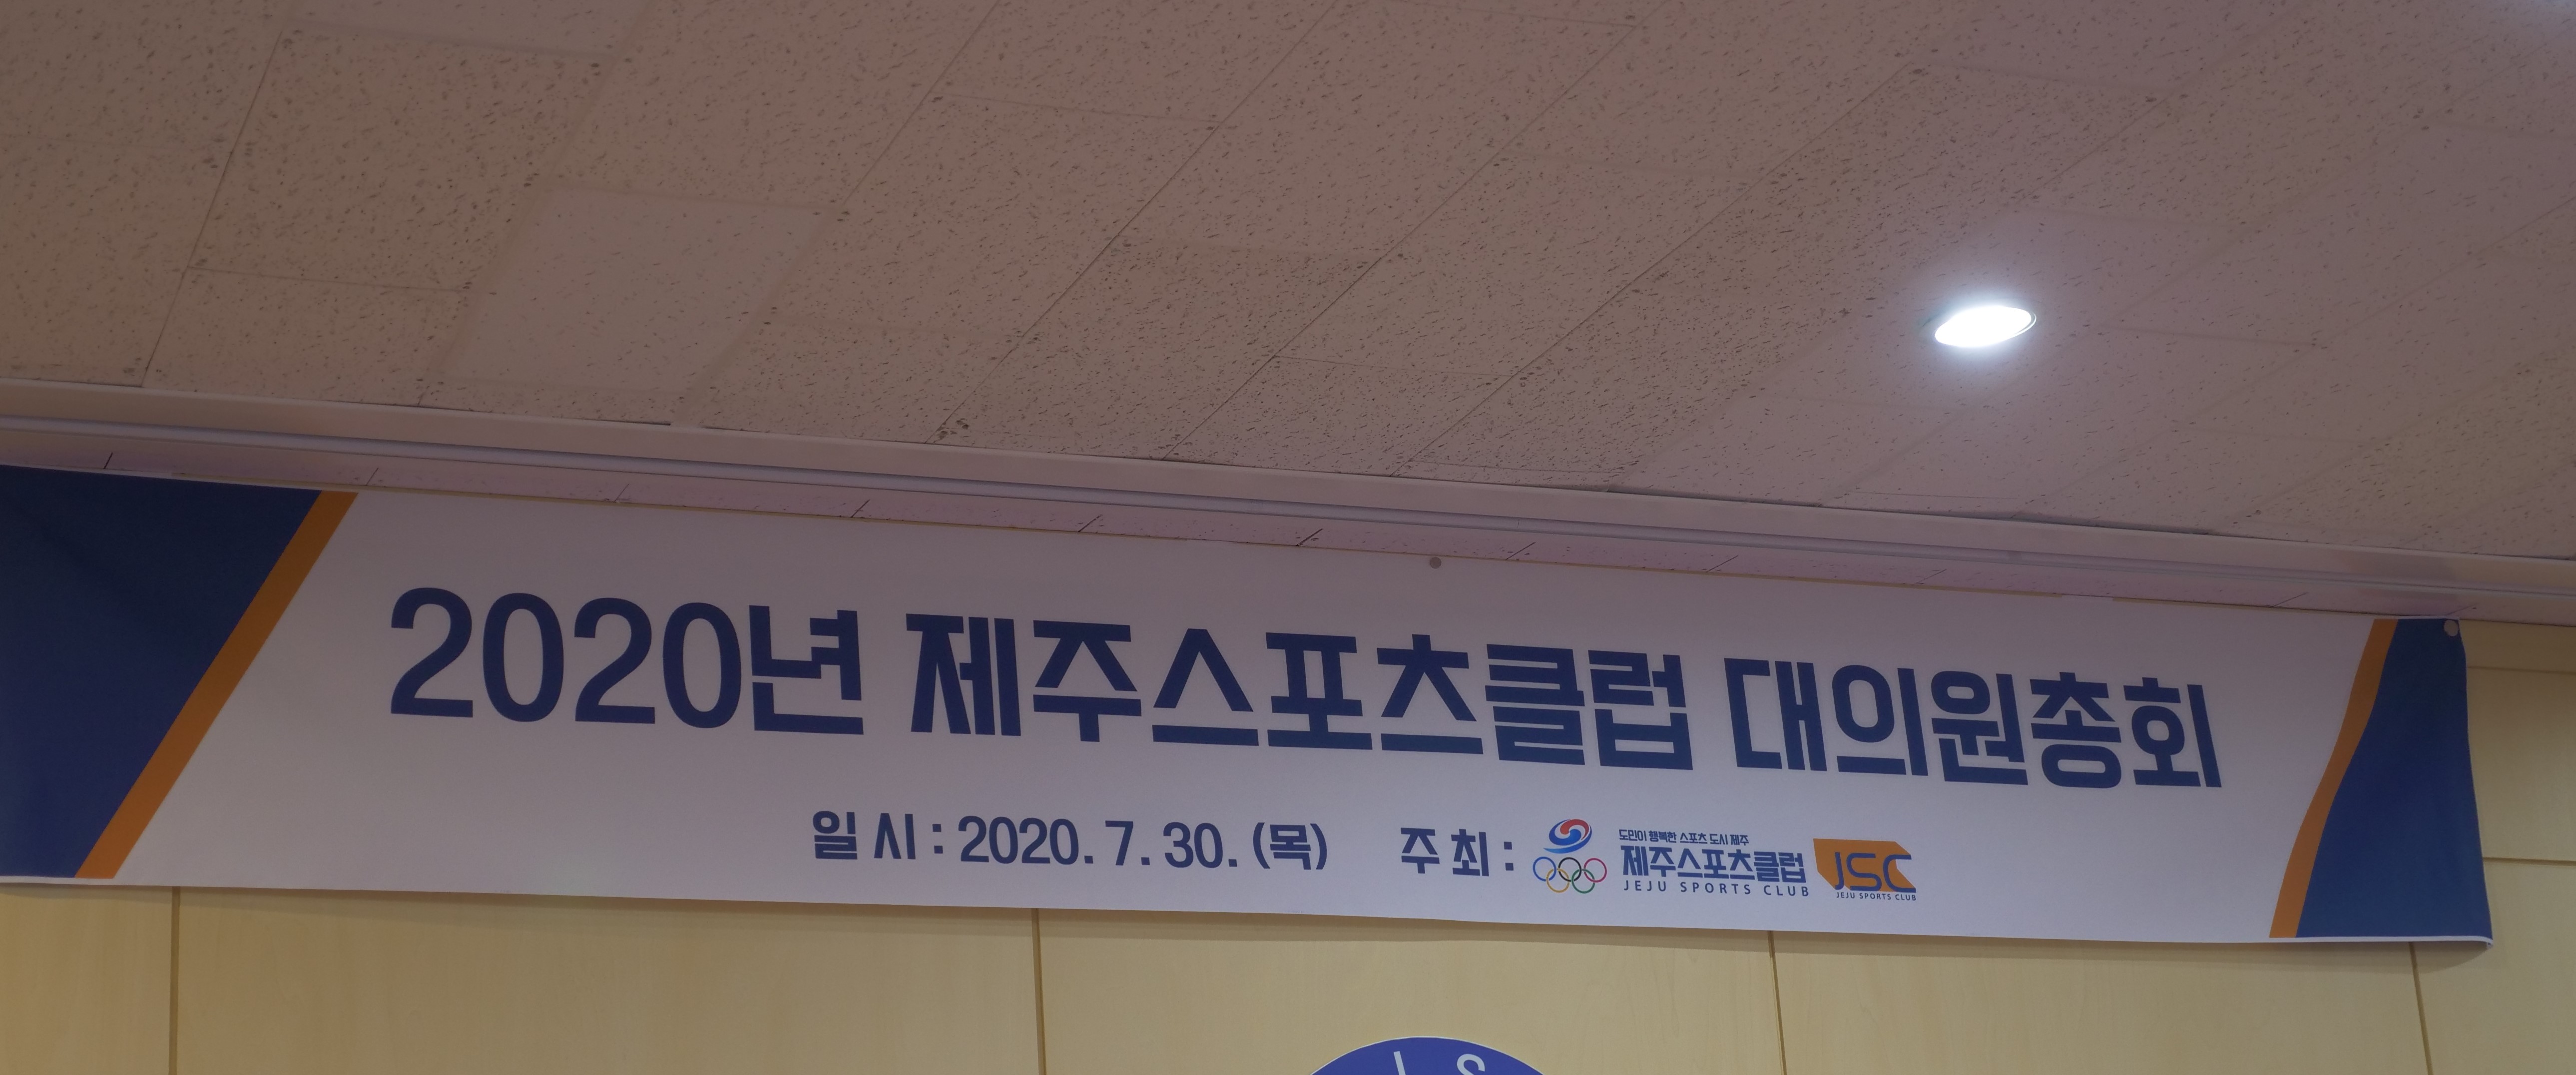 2020년 제주스포츠클럽 대의원총회
일 시 : 2020. 7. 30. (목) 주 최 :
도민이 행복한 스포츠 도시 제주
제주스포츠클럽
JEJU SPORTS CLUB
JSC
JEJU SPORTS CLUB